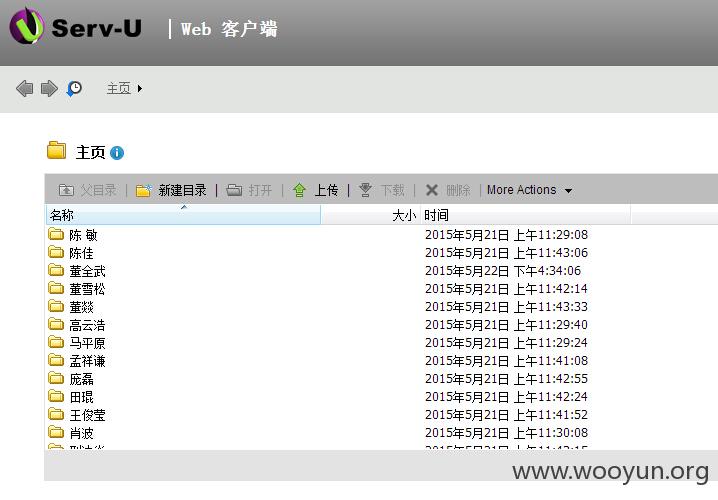 Serv-U Web 客户端
主页
主页
父目录 新建目录 打开 上传 下载 删除 More Actions
名称 大小 时间
陈 敏 2015年5月21日 上午11:29:08
陈佳 2015年5月21日 上午11:43:06
董全武 2015年5月22日 下午4:34:06
董雪松 2015年5月21日 上午11:42:14
董燚 2015年5月21日 上午11:43:33
高云浩 2015年5月21日 上午11:29:40
马平原 2015年5月21日 上午11:29:24
孟祥谦 2015年5月21日 上午11:41:08
庞磊 2015年5月21日 上午11:42:55
田琨 2015年5月21日 上午11:42:24
王俊莹 2015年5月21日 上午11:41:52
肖波 2015年5月21日 上午11:30:08
www.wooyun.org